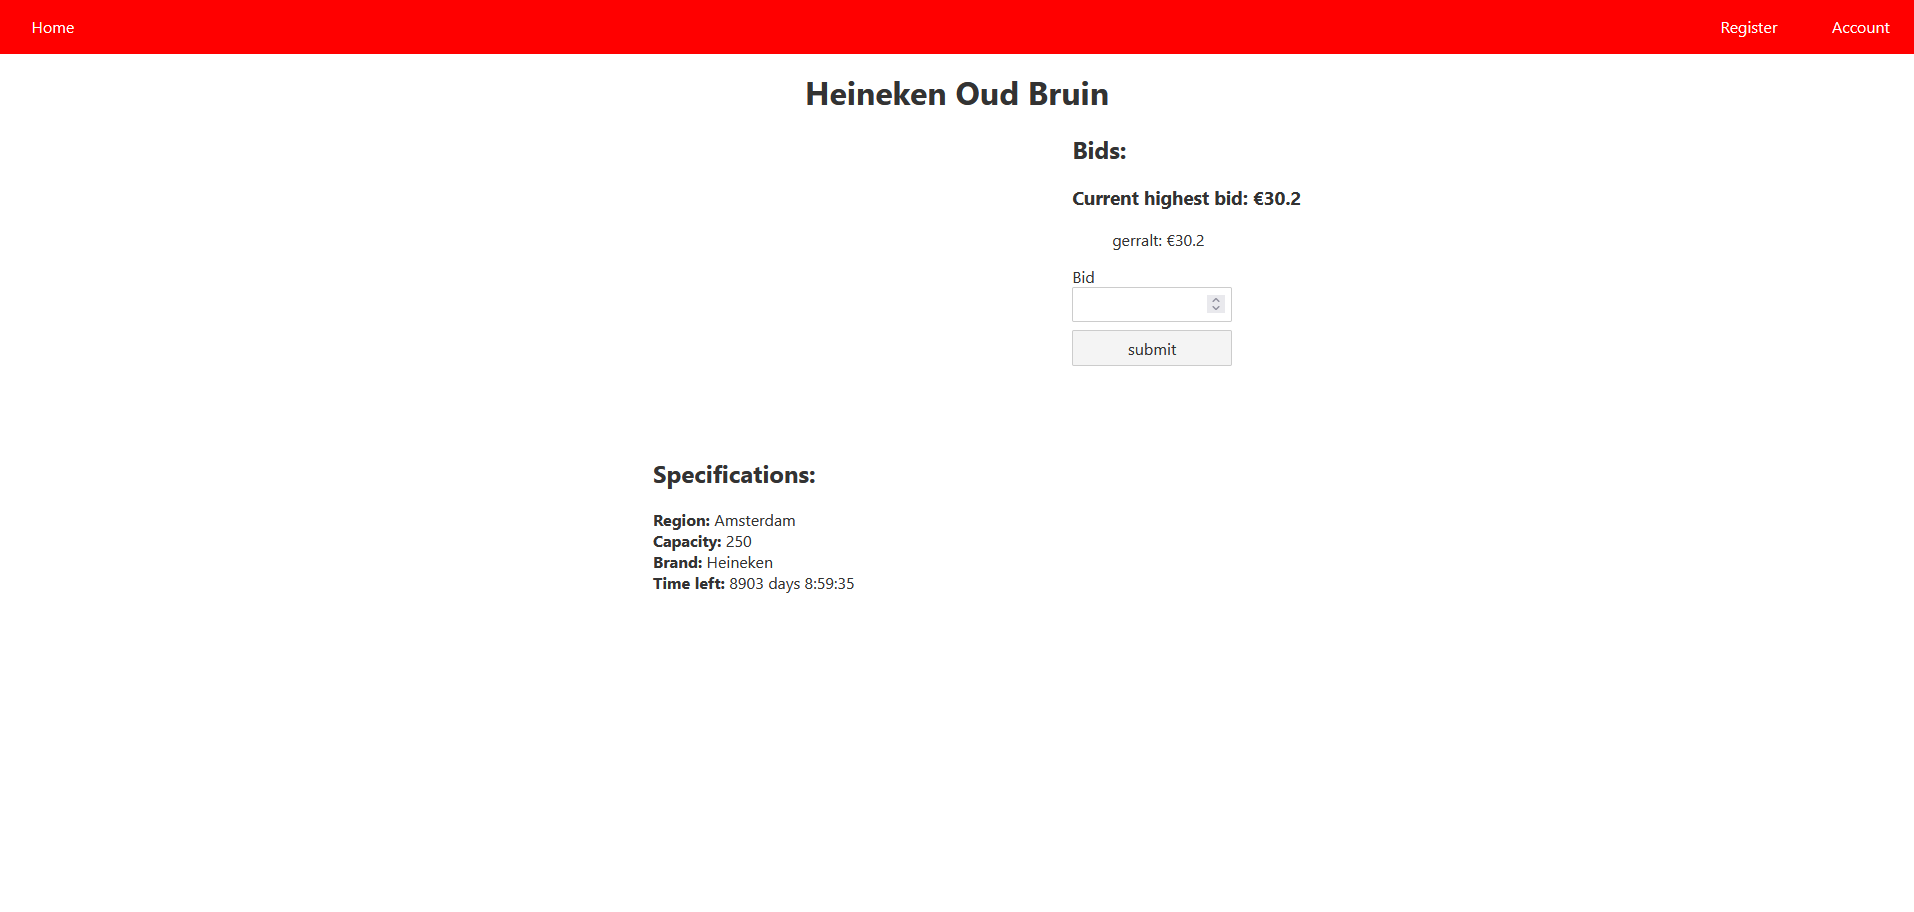 Home Register Account
Heineken Oud Bruin
Bids:
Current highest bid: €30.2
gerralt: €30.2
Bid
submit
Specifications:
Region: Amsterdam
Capacity: 250
Brand: Heineken
Time left: 8903 days 8:59:35